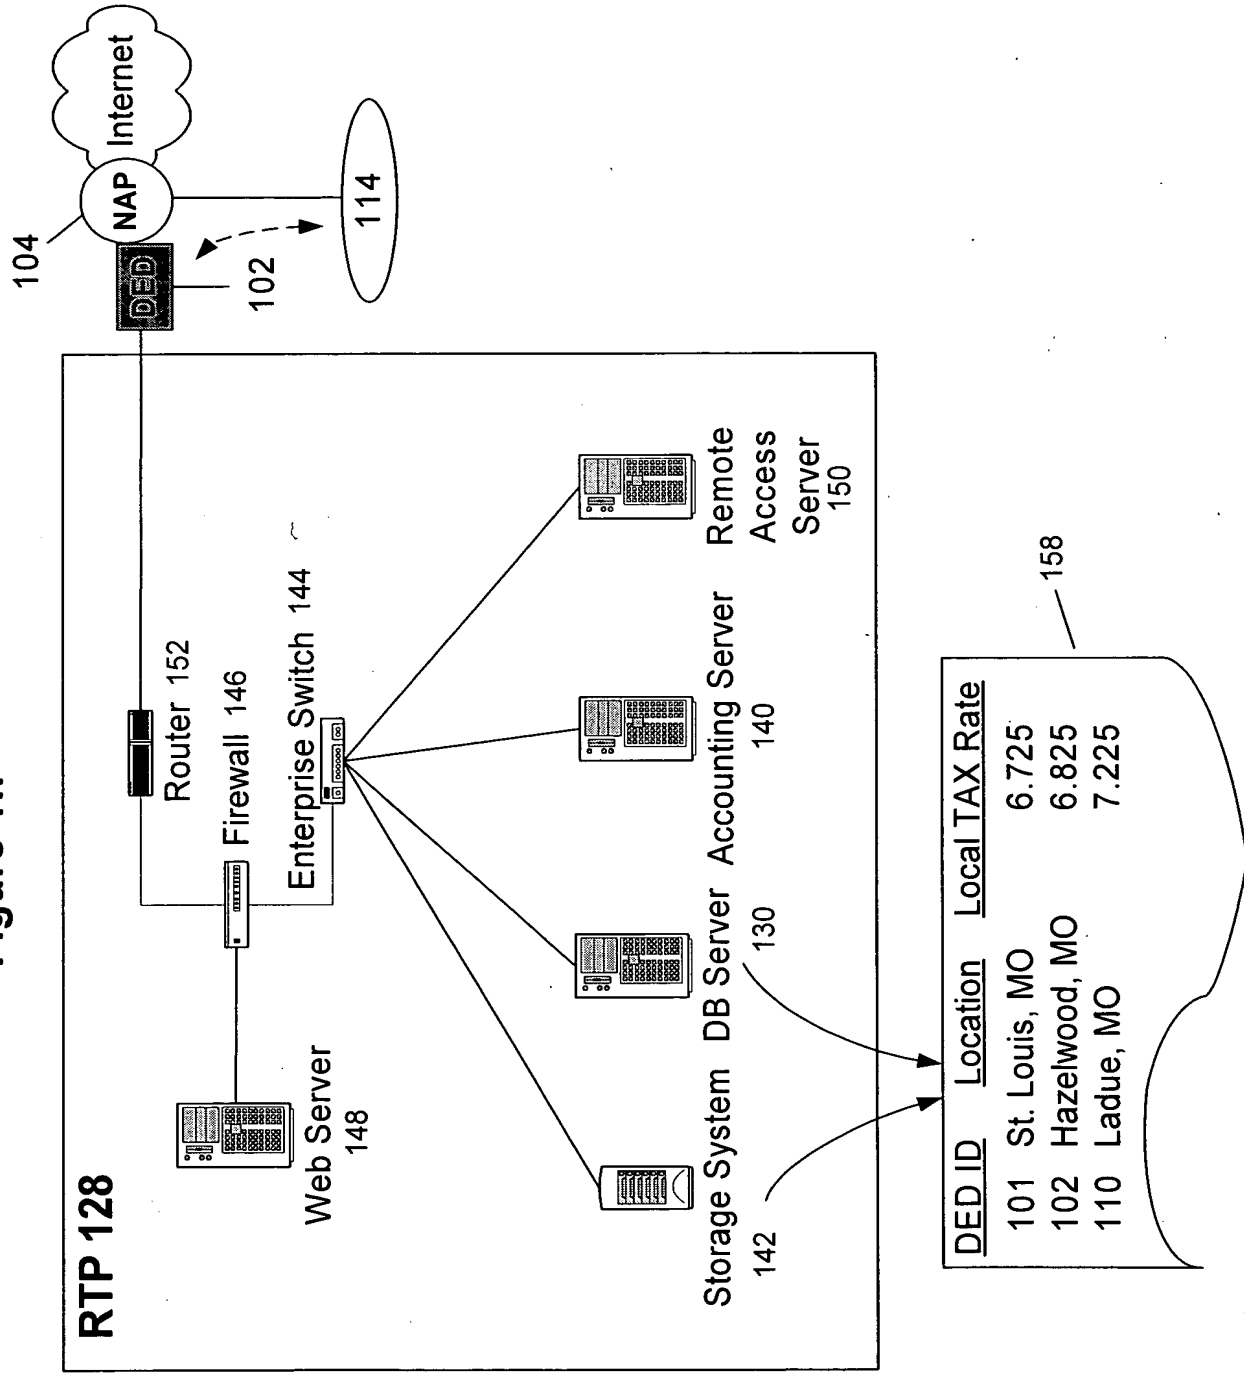 RTP 128
104
NAP
Internet
DED
102
114
Router 152
Firewall 146
Enterprise Switch 144
Web Server
148
Storage System
142
DB Server
130
Accounting Server
140
Remote
Access
Server
150
158
DED ID Location Local TAX Rate
101 St. Louis, MO 6.725
102 Hazelwood, MO 6.825
110 Ladue, MO 7.225